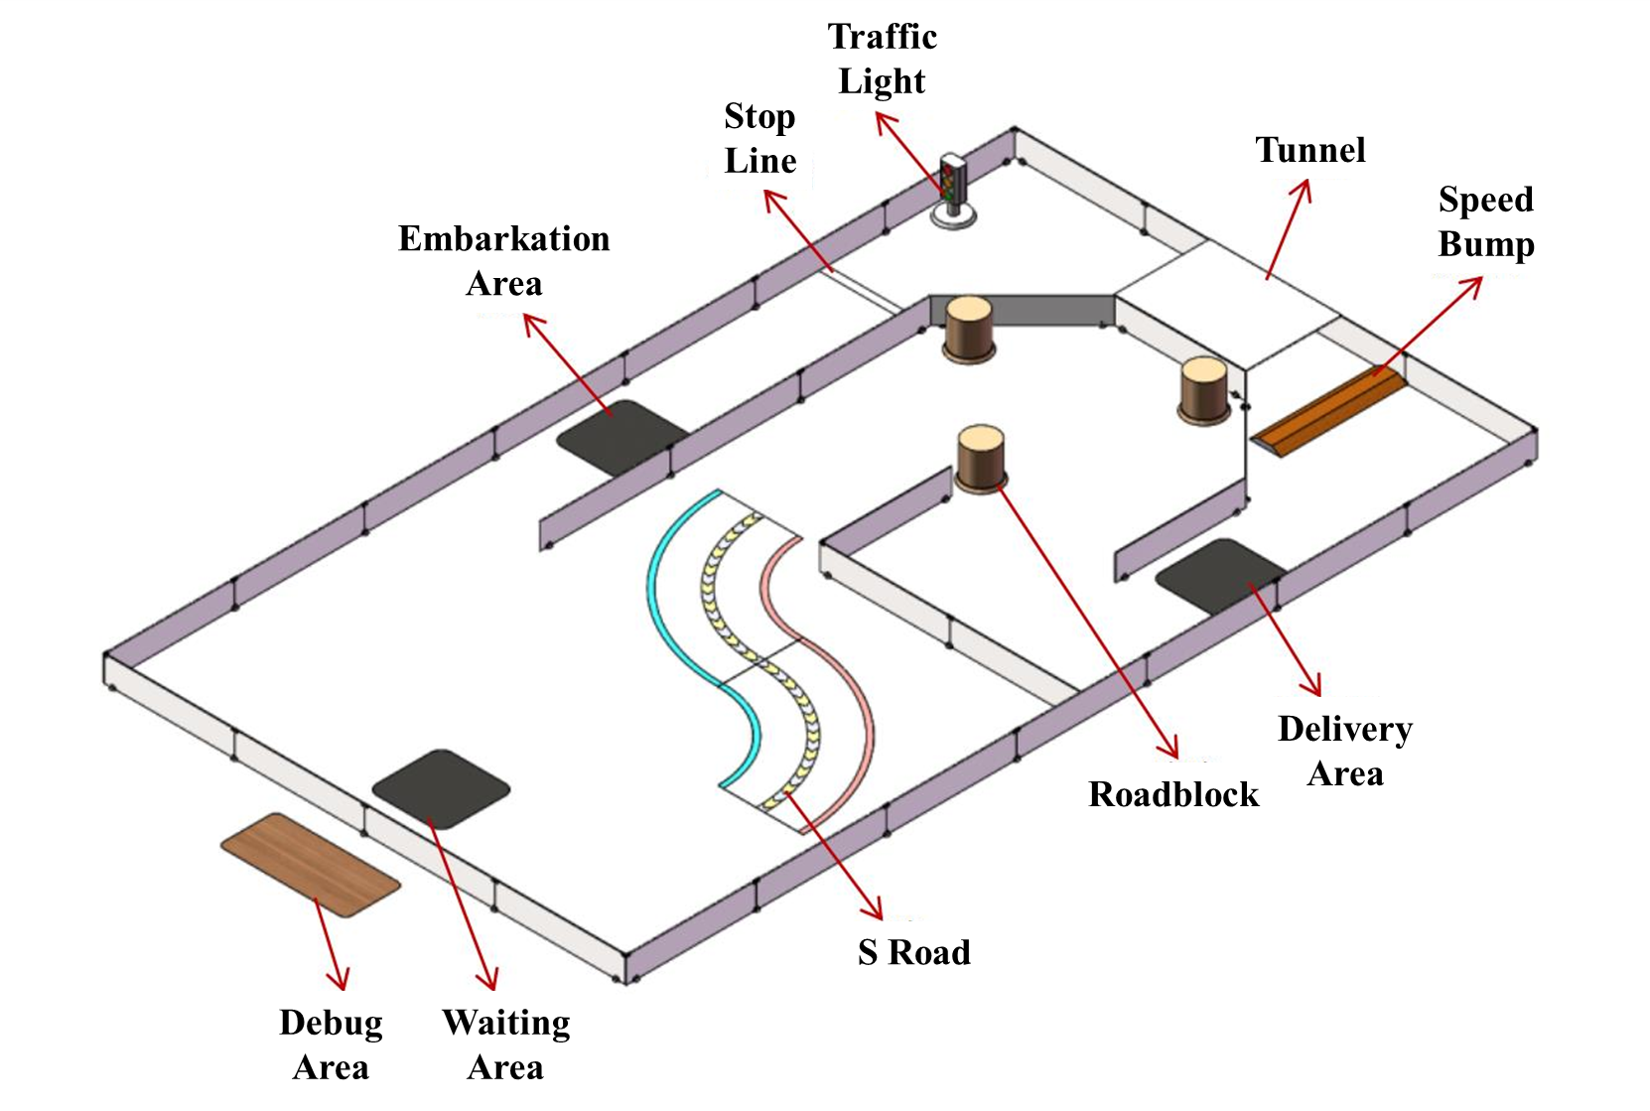 Traffic
Light
Stop
Line
Tunnel
Speed
Bump
Embarkation
Area
Delivery
Area
Roadblock
S Road
Debug
Area
Waiting
Area